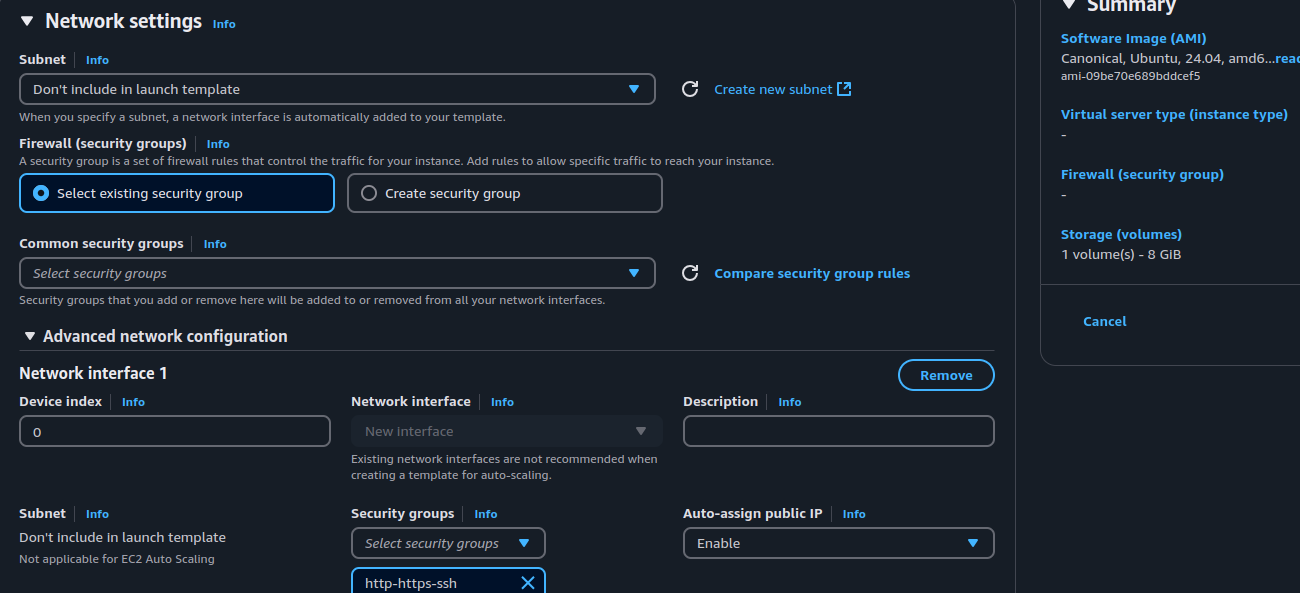 Network settings Info
Subnet Info
Don't include in launch template
Create new subnet
When you specify a subnet, a network interface is automatically added to your template.
Firewall (security groups) Info
A security group is a set of firewall rules that control the traffic for your instance. Add rules to allow specific traffic to reach your instance.
Select existing security group
Create security group
Common security groups Info
Select security groups
Compare security group rules
Security groups that you add or remove here will be added to or removed from all your network interfaces.
Advanced network configuration
Network interface 1
Remove
Device index Info
0
Network interface Info
New interface
Existing network interfaces are not recommended when
creating a template for auto-scaling.
Description Info
Subnet Info
Don't include in launch template
Not applicable for EC2 Auto Scaling
Security groups Info
Select security groups
http-https-ssh
Auto-assign public IP Info
Enable
Summary
Software Image (AMI)
Canonical, Ubuntu, 24.04, amd6...
ami-09be70e689bddcef5
Virtual server type (instance type)
-
Firewall (security group)
-
Storage (volumes)
1 volume(s) - 8 GiB
Cancel